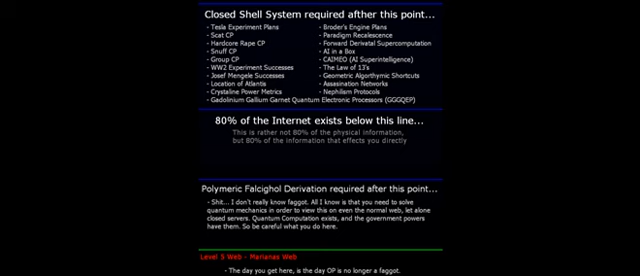 Closed Shell System required afther this point...
- Tesla Experiment Plans
- Scat CP
- Hardcore Rape CP
- Snuff CP
- Group CP
- WW2 Experiment Successes
- Josef Mengele Successes
- Location of Atlantis
- Crystaline Power Metrics
- Broder's Engine Plans
- Paradigm Recalescence
- Forward Derivatal Supercomputation
- AI in a Box
- CAIMEO (AI Superintelligence)
- The Law of 13's
- Geometric Algorthymic Shortcuts
- Assasination Networks
- Nephilism Protocols
- Gadolinium Gallium Garnet Quantum Electronic Processors (GGGQEP)
80% of the Internet exists below this line...
This is rather not 80% of the physical information,
but 80% of the information that effects you directly
Polymeric Falcighol Derivation required after this point...
- Shit... I don't really know faggot. All I know is that you need to solve
quantum mechanics in order to view this on even the normal web, let alone
closed servers. Quantum Computation exists, and the government powers
have them. So be careful what you do here.
Level 5 Web - Marianas Web
- The day you get here, is the day OP is no longer a faggot.